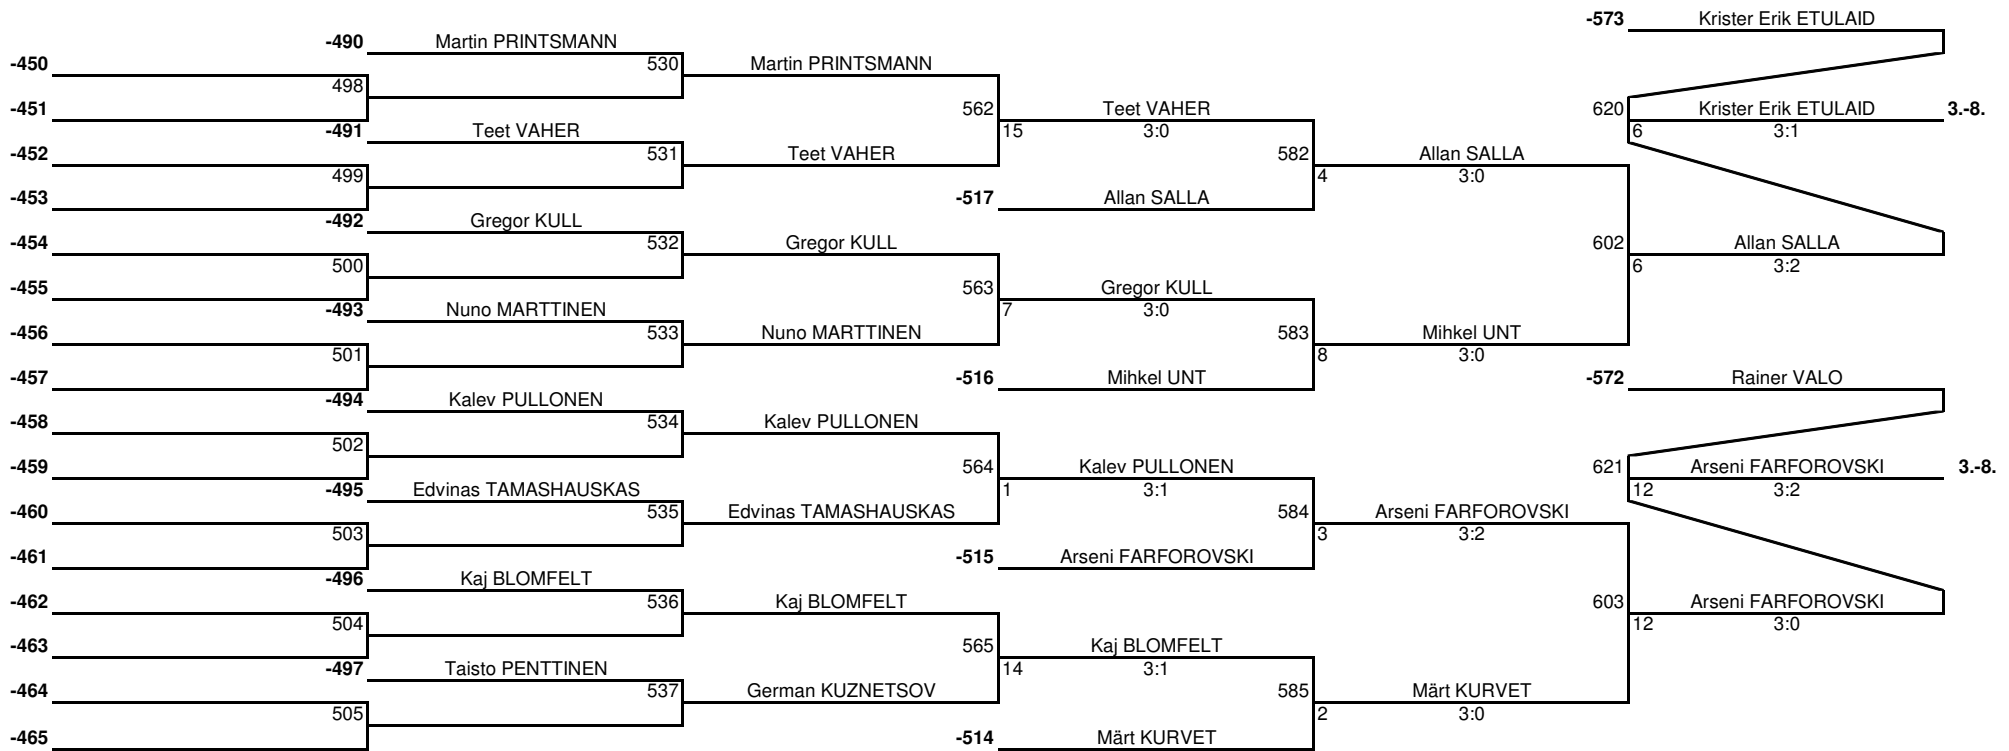 -573 Krister Erik ETULAID
-490 Martin PRINTSMANN
-450 530 Martin PRINTSMANN
498
-451 562 Teet VAHER 620 Krister Erik ETULAID 3.-8.
-491 Teet VAHER 15 3:0 6 3:1
-452 531 Teet VAHER 582 Allan SALLA
499 4 3:0
-453 -517 Allan SALLA
-492 Gregor KULL
-454 532 Gregor KULL 602 Allan SALLA
500 6 3:2
-455 563 Gregor KULL
-493 Nuno MARTTINEN 7 3:0
-456 533 Nuno MARTTINEN 583 Mihkel UNT
501 8 3:0
-457 -516 Mihkel UNT -572 Rainer VALO
-494 Kalev PULLONEN
-458 534 Kalev PULLONEN
502
-459 564 Kalev PULLONEN 621 Arseni FARFOROVSKI 3.-8.
-495 Edvinas TAMASHAUSKAS 1 3:1 12 3:2
-460 535 Edvinas TAMASHAUSKAS 584 Arseni FARFOROVSKI
503 3 3:2
-461 -515 Arseni FARFOROVSKI
-496 Kaj BLOMFELT
-462 536 Kaj BLOMFELT 603 Arseni FARFOROVSKI
504 12 3:0
-463 565 Kaj BLOMFELT
-497 Taisto PENTTINEN 14 3:1
-464 537 German KUZNETSOV 585 Märt KURVET
505 2 3:0
-465 -514 Märt KURVET